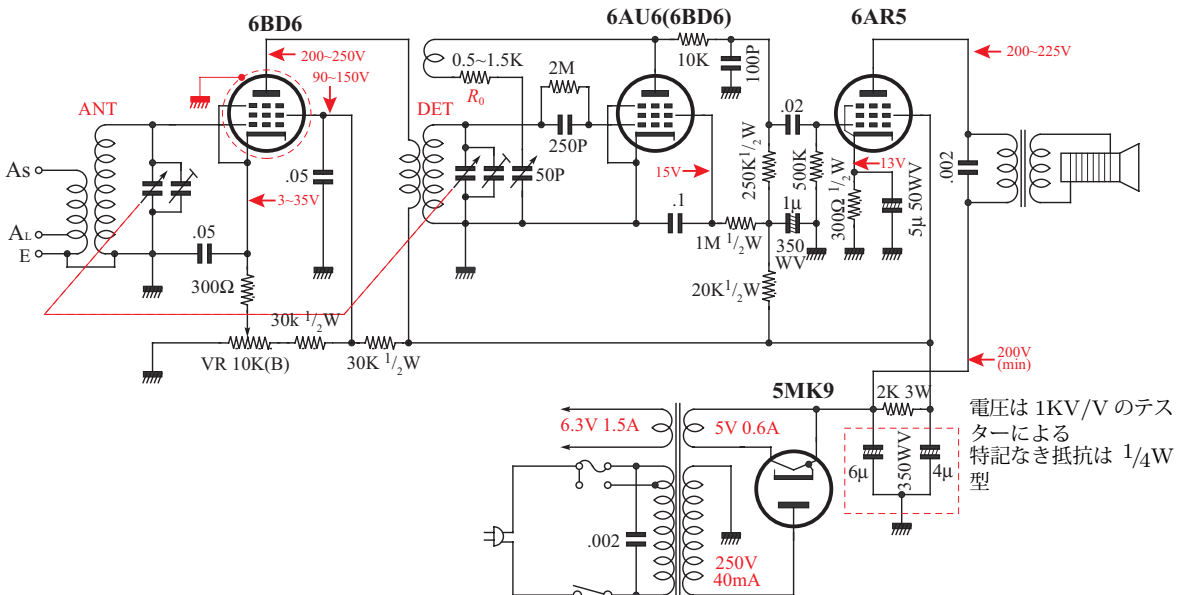 6BD6
6AU6(6BD6)
6AR5
200~250V
90~150V
0.5~1.5K
R0
2M
10K
100P
200~225V
ANT
DET
250P
.02
.05
50P
15V
250K1/2W
500K
13V
.002
As
3~35V
300Ω 1/2W
5μ 50WV
AL
E
.05
.1
1M 1/2W
1μ
350
WV
300Ω
20K1/2W
30k 1/2W
VR 10K(B)
30K 1/2W
200V
(min)
5MK9
2K 3W
6.3V 1.5A
5V 0.6A
6μ
350WV
4μ
電圧は 1KV/V のテス
ターによる
特記なき抵抗は 1/4W
型
.002
250V
40mA